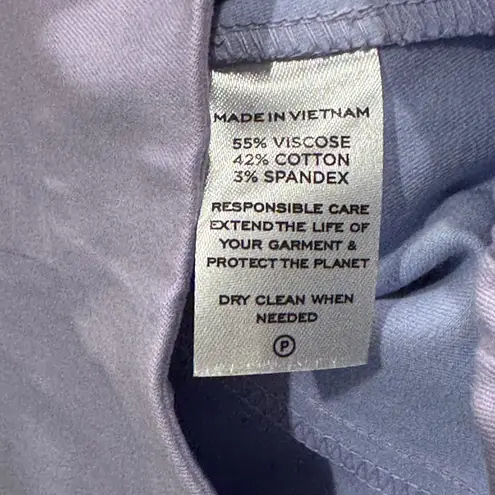 MADE IN VIETNAM
55% VISCOSE
42% COTTON
3% SPANDEX
RESPONSIBLE CARE
EXTEND THE LIFE OF
YOUR GARMENT &
PROTECT THE PLANET
DRY CLEAN WHEN
NEEDED
P